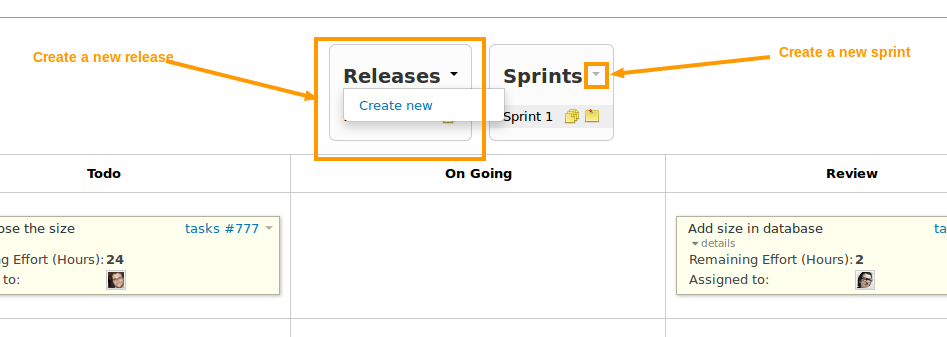 Create a new release
Create a new sprint
Releases
Sprints
Create new
Sprint 1
Todo
On Going
Review
ose the size
tasks #777
g Effort (Hours): 24
to:
Add size in database
ta
details
Remaining Effort (Hours): 2
Assigned to: